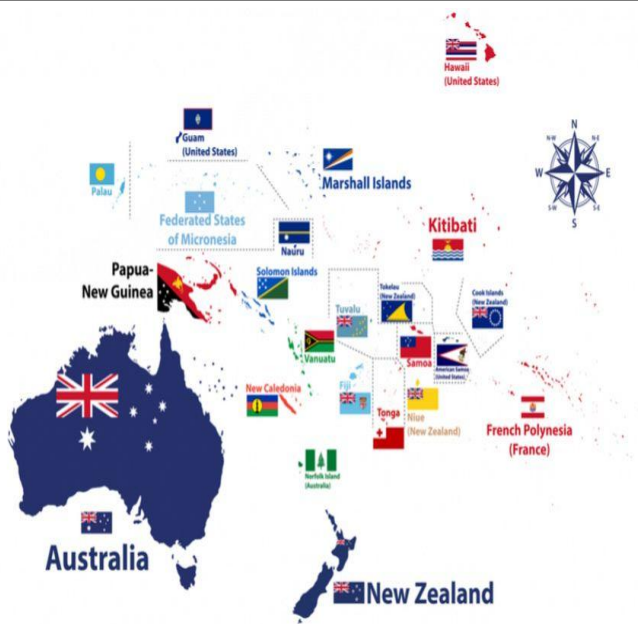 Hawaii
(United States)
N
N-W
N-E
W
E
S-W
S-E
S
Guam
(United States)
Palau
Marshall Islands
Federated States
of Micronesia
Nauru
Kitibati
Papua-
New Guinea
Solomon Islands
Tokelau
(New Zealand)
Cook Islands
(New Zealand)
Tuvalu
Vanuatu
Samoa
American Samoa
(United States)
New Caledonia
Fiji
Tonga
Niue
(New Zealand)
French Polynesia
(France)
Norfolk Island
(Australia)
Australia
New Zealand